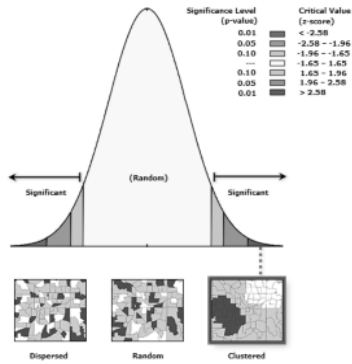 Significance Level Critical Value
(p-value) (z-score)
0.01 < -2.58
0.05 -2.58 – -1.96
0.10 -1.96 – -1.65
--- -1.65 – 1.65
0.10 1.65 – 1.96
0.05 1.96 – 2.58
0.01 > 2.58
(Random)
Significant Significant
Dispersed Random Clustered